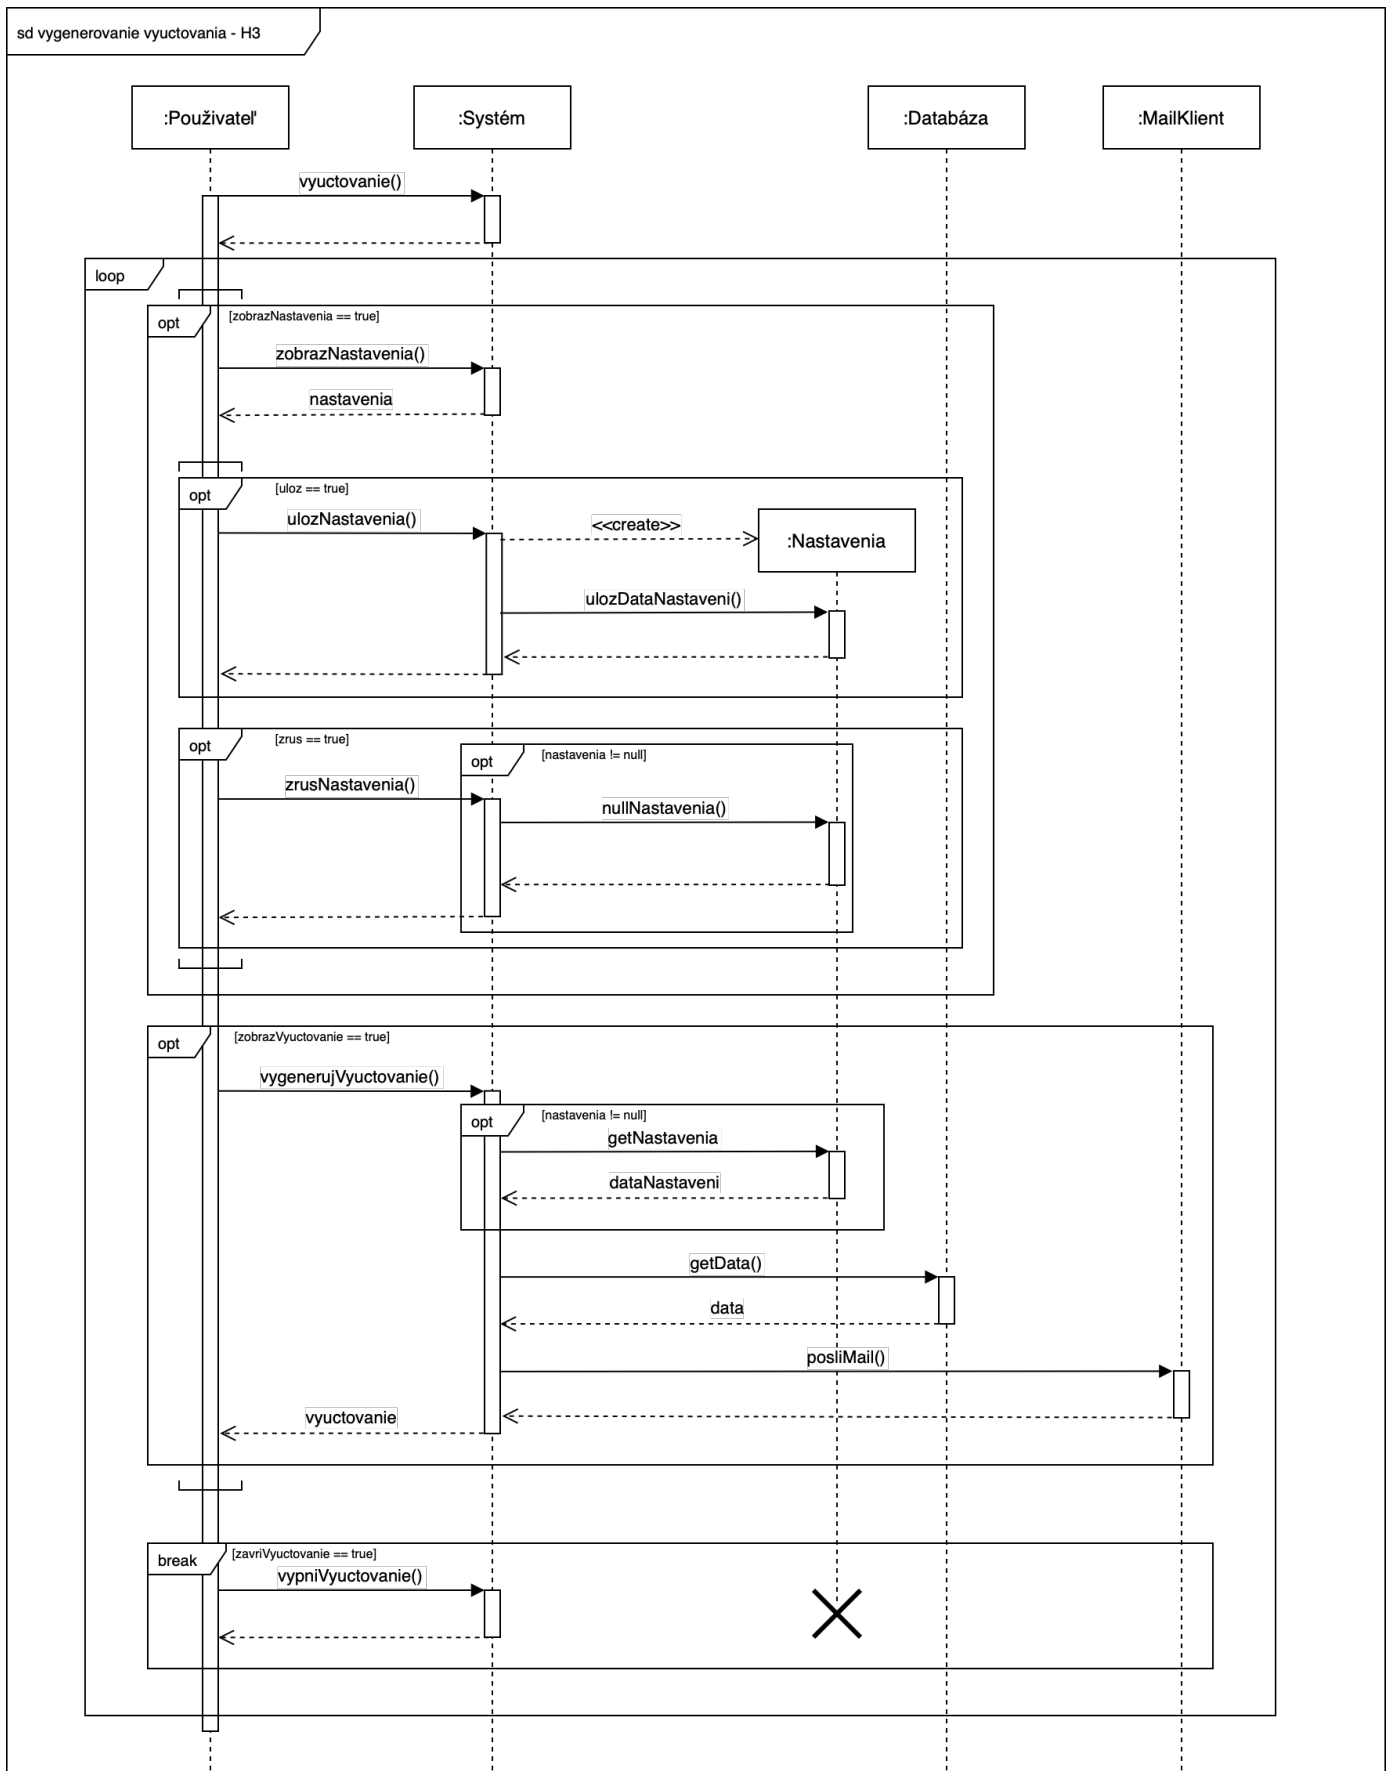 sd vygenerovanie vyuctovania - H3
:Používateľ
:Systém
:Databáza
:MailKlient
vyuctovanie()
loop
opt
[zobrazNastavenia == true]
zobrazNastavenia()
nastavenia
opt
[uloz == true]
ulozNastavenia()
<<create>>
:Nastavenia
ulozDataNastaveni()
opt
[zrus == true]
opt
[nastavenia != null]
zrusNastavenia()
nullNastavenia()
opt
[zobrazVyuctovanie == true]
vygenerujVyuctovanie()
opt
[nastavenia != null]
getNastavenia
dataNastaveni
getData()
data
posliMail()
vyuctovanie
break
[zavriVyuctovanie == true]
vypniVyuctovanie()